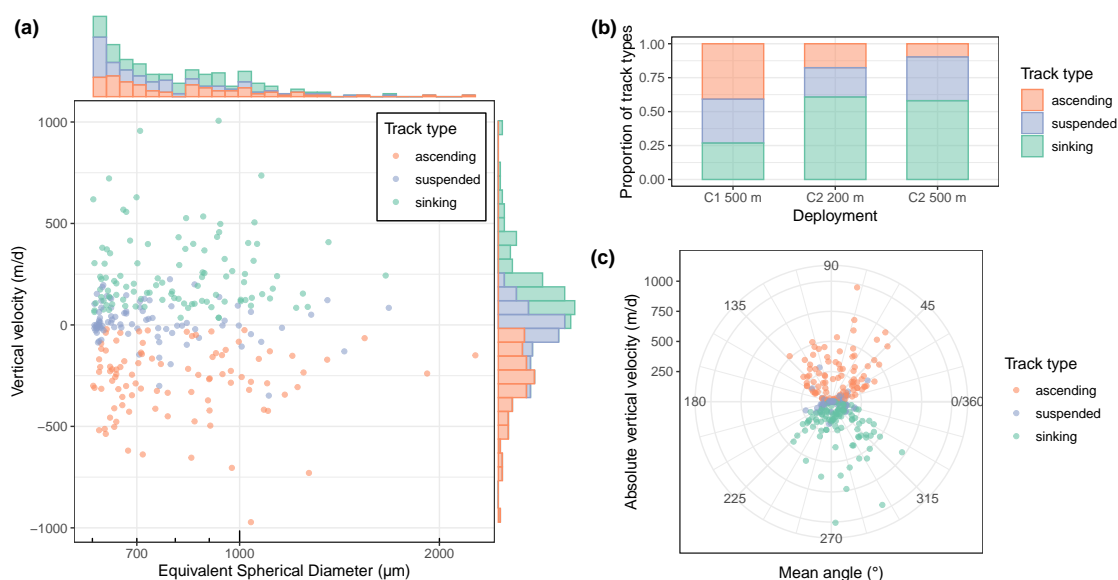 (a)
1000
500
0
−500
−1000
Vertical velocity (m/d)
700
1000
2000
Equivalent Spherical Diameter (μm)
Track type
ascending
suspended
sinking
(b)
1.00
0.75
0.50
0.25
0.00
Proportion of track types
C1 500 m
C2 200 m
C2 500 m
Deployment
Track type
ascending
suspended
sinking
(c)
1000
750
500
250
Absolute vertical velocity (m/d)
90
135
45
180
0/360
225
315
270
Mean angle (°)
Track type
ascending
suspended
sinking